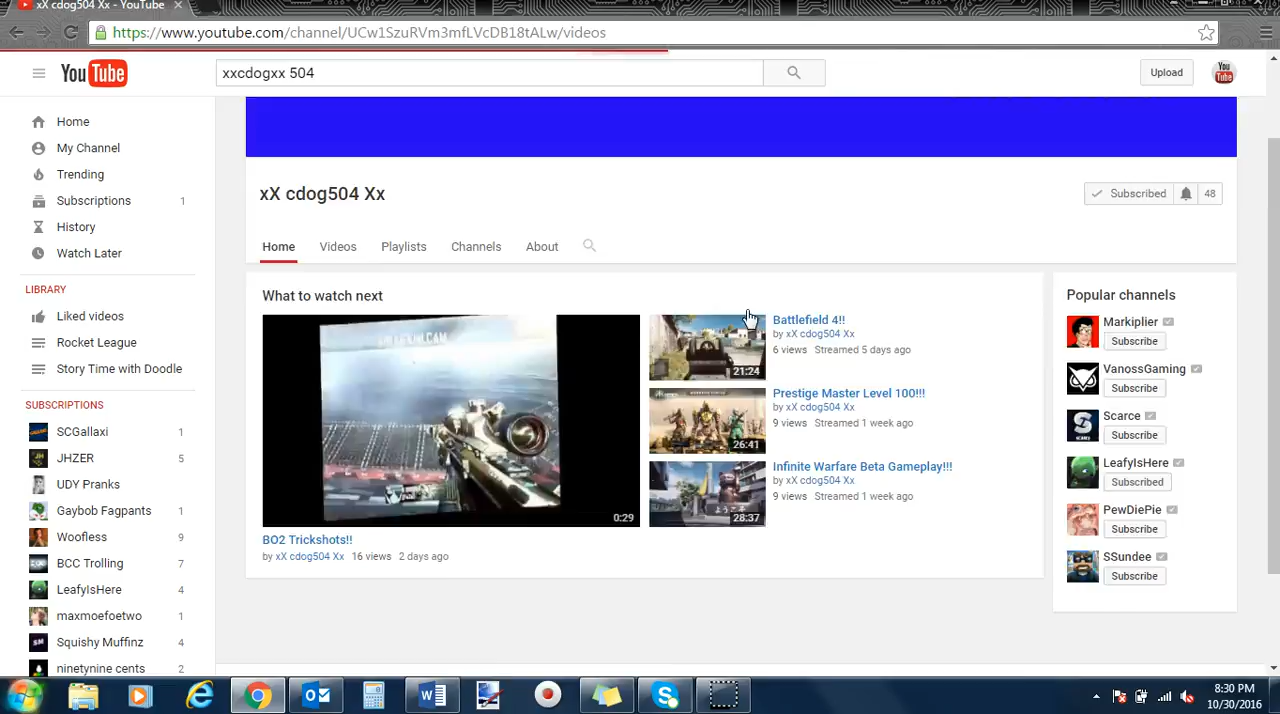 xX cdog504 Xx - YouTube
https://www.youtube.com/channel/UCw1SzuRVm3mfLVcDB18tALw/videos
YouTube
xxcdogxx 504
Upload
You Tube
Home
My Channel
Trending
Subscriptions 1
History
Watch Later
LIBRARY
Liked videos
Rocket League
Story Time with Doodle
SUBSCRIPTIONS
SCGallaxi 1
JHZER 5
UDY Pranks
Gaybob Fagpants 1
Woofless 9
BCC Trolling 7
LeafyIsHere 4
maxmoefoetwo 1
Squishy Muffinz 4
ninetynine cents 2
xX cdog504 Xx
Subscribed 48
Home Videos Playlists Channels About
What to watch next
0:29
BO2 Trickshots!!
by xX cdog504 Xx 16 views 2 days ago
21:24
Battlefield 4!!
by xX cdog504 Xx
6 views Streamed 5 days ago
26:41
Prestige Master Level 100!!!
by xX cdog504 Xx
9 views Streamed 1 week ago
ようこそ
28:37
Infinite Warfare Beta Gameplay!!!
by xX cdog504 Xx
9 views Streamed 1 week ago
Popular channels
Markiplier
Subscribe
VanossGaming
Subscribe
Scarce
Subscribe
LeafyIsHere
Subscribed
PewDiePie
Subscribe
SSundee
Subscribe
8:30 PM
10/30/2016